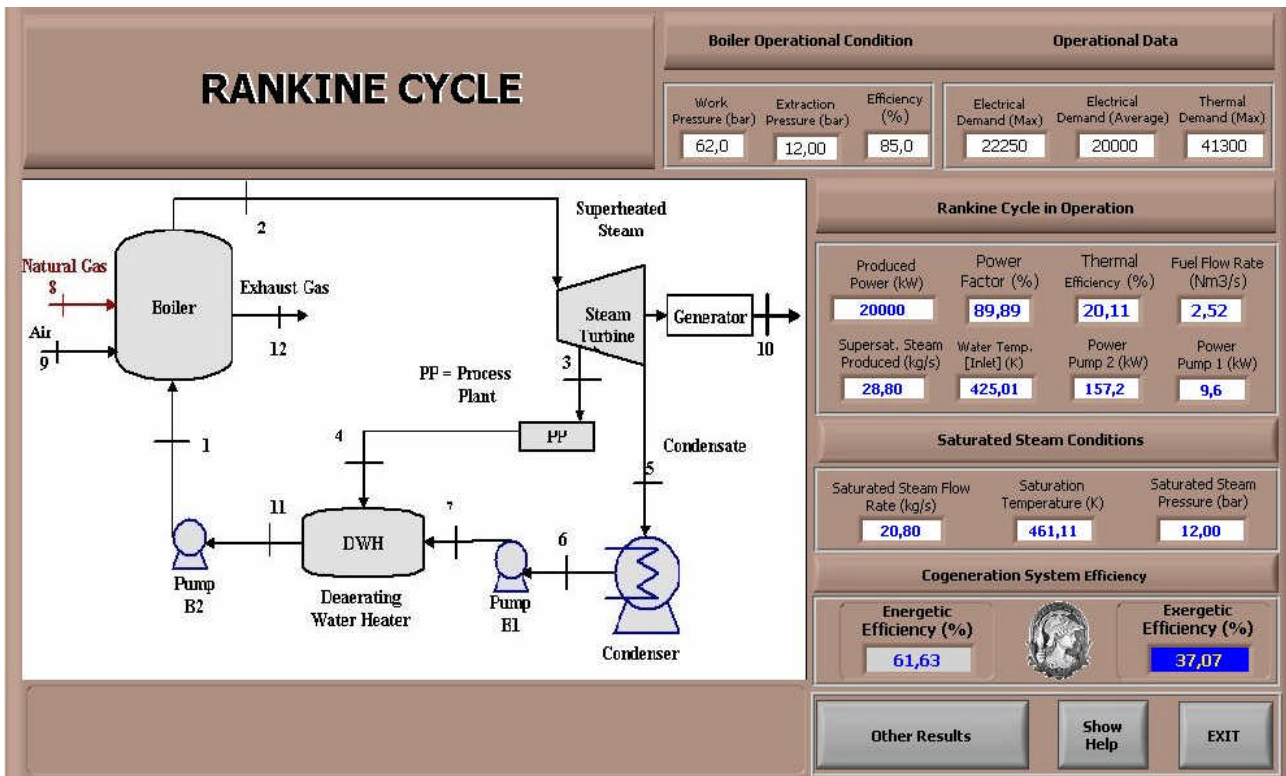 RANKINE CYCLE
Boiler Operational Condition
Operational Data
Work
Pressure (bar)
62,0
Extraction
Pressure (bar)
12,00
Efficiency
(%)
85,0
Electrical
Demand (Max)
22250
Electrical
Demand (Average)
20000
Thermal
Demand (Max)
41300
2
Superheated
Steam
Natural Gas
8
Boiler
Exhaust Gas
12
Air
9
Steam
Turbine
Generator
10
3
PP = Process
Plant
PP
4
Condensate
5
1
11
DWH
7
6
Pump
B2
Deaerating
Water Heater
Pump
B1
Condenser
Rankine Cycle in Operation
Produced
Power (kW)
20000
Power
Factor (%)
89,89
Thermal
Efficiency (%)
20,11
Fuel Flow Rate
(Nm3/s)
2,52
Supersat. Steam
Produced (kg/s)
28,80
Water Temp.
[Inlet] (K)
425,01
Power
Pump 2 (kW)
157,2
Power
Pump 1 (kW)
9,6
Saturated Steam Conditions
Saturated Steam Flow
Rate (kg/s)
20,80
Saturation
Temperature (K)
461,11
Saturated Steam
Pressure (bar)
12,00
Cogeneration System Efficiency
Energetic
Efficiency (%)
61,63
Exergetic
Efficiency (%)
37,07
Other Results
Show
Help
EXIT